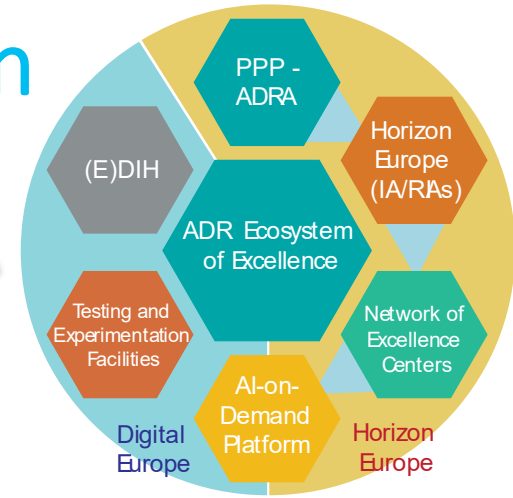 PPP -
ADRA
Horizon
Europe
(IA/RIAs)
(E)DIH
ADR Ecosystem
of Excellence
Testing and
Experimentation
Facilities
Network of
Excellence
Centers
AI-on-
Demand
Platform
Digital
Europe
Horizon
Europe